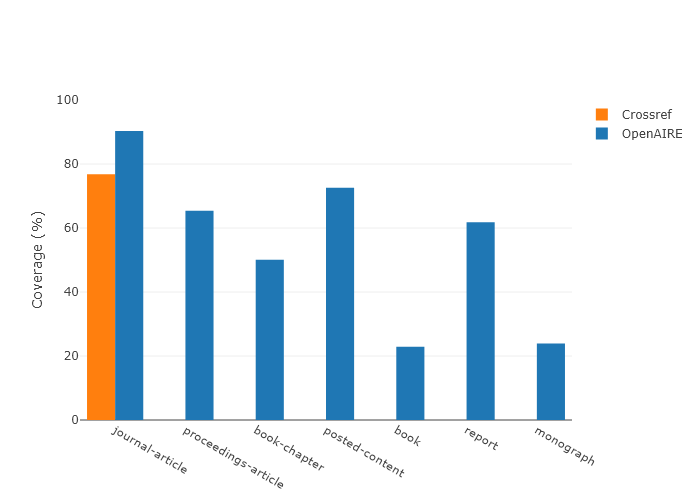 100
80
60
40
20
0
Coverage (%)
Crossref
OpenAIRE
journal-article
proceedings-article
book-chapter
posted-content
book
report
monograph